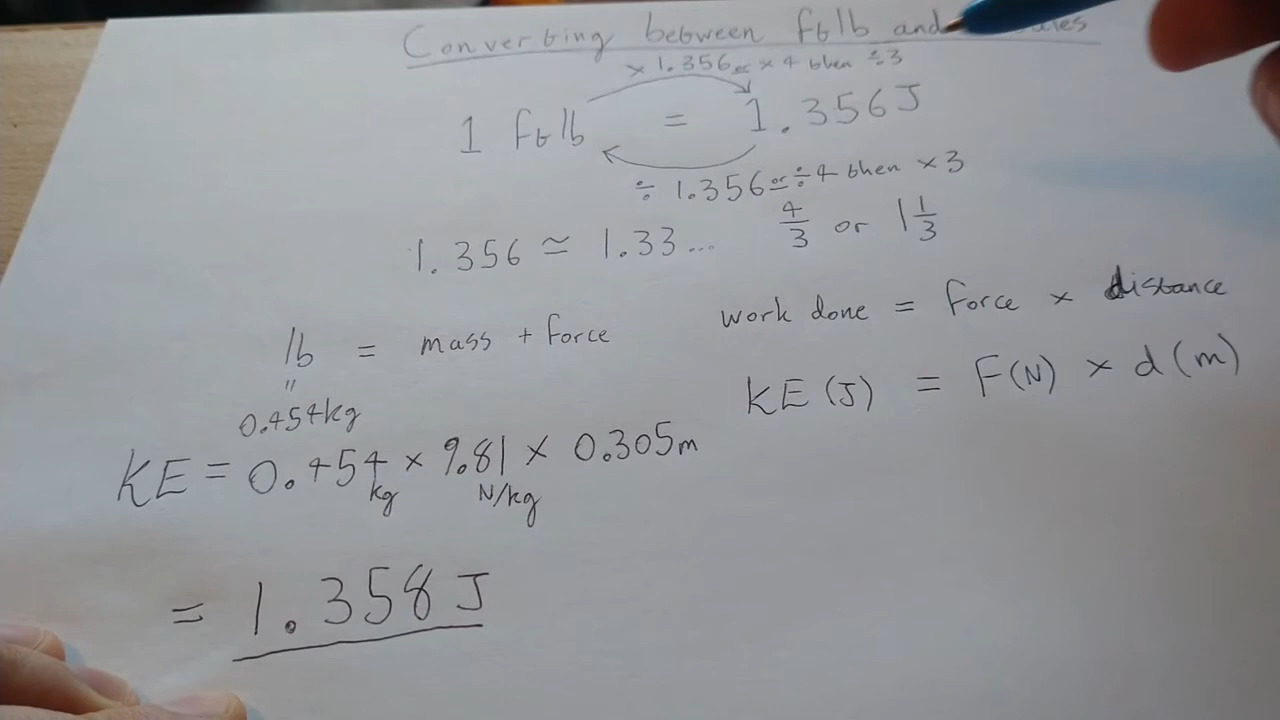 Converting between ftlb and
× 1.356 or × 4 then ÷3
1 ftlb = 1.356J
÷ 1.356 or ÷4 then ×3
1.356 ≃ 1.33... 4/3 or 1 1/3
lb = mass + force
work done = force × distance
"
0.454kg
KE (J) = F(N) × d (m)
KE = 0.454 × 9.81 × 0.305m
kg N/kg
= 1.358 J